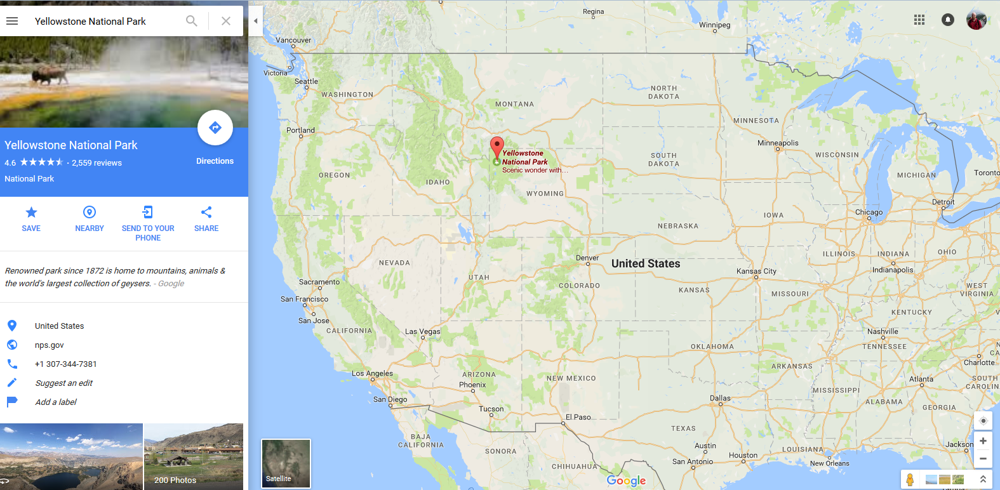 Yellowstone National Park
Yellowstone National Park
4.6 · 2,559 reviews
National Park
Directions
SAVE
NEARBY
SEND TO YOUR
PHONE
SHARE
Renowned park since 1872 is home to mountains, animals &
the world's largest collection of geysers. - Google
United States
nps.gov
+1 307-344-7381
Suggest an edit
Add a label
200 Photos
Regina
Winnipeg
Vancouver
Victoria
Seattle
WASHINGTON
MONTANA
NORTH
DAKOTA
MINNESOTA
Portland
Minneapolis
Yellowstone
National Park
Scenic wonder with...
SOUTH
DAKOTA
WISCONSIN
MICHIGAN
Toronto
OREGON
IDAHO
WYOMING
Detroit
Chicago
IOWA
NEBRASKA
NEVADA
Denver
United States
ILLINOIS
INDIANA
OHIO
Indianapolis
UTAH
Kansas City
Sacramento
COLORADO
KANSAS
MISSOURI
WEST
VIRGINIA
San Francisco
San Jose
KENTUCKY
CALIFORNIA
Las Vegas
Nashville
TENNESSEE
OKLAHOMA
C
Charlotte
Los Angeles
ARIZONA
ARKANSAS
NEW MEXICO
Phoenix
Atlanta
SOUTH
CAROLIN
MISSISSIPPI
San Diego
Dallas
ALABAMA
GEORGIA
Tucson
El Paso
TEXAS
BAJA
CALIFORNIA
SONORA
Austin
LOUISIANA
Jackson
San Antonio
Houston
New Orleans
CHIHUAHUA
Satellite
Google